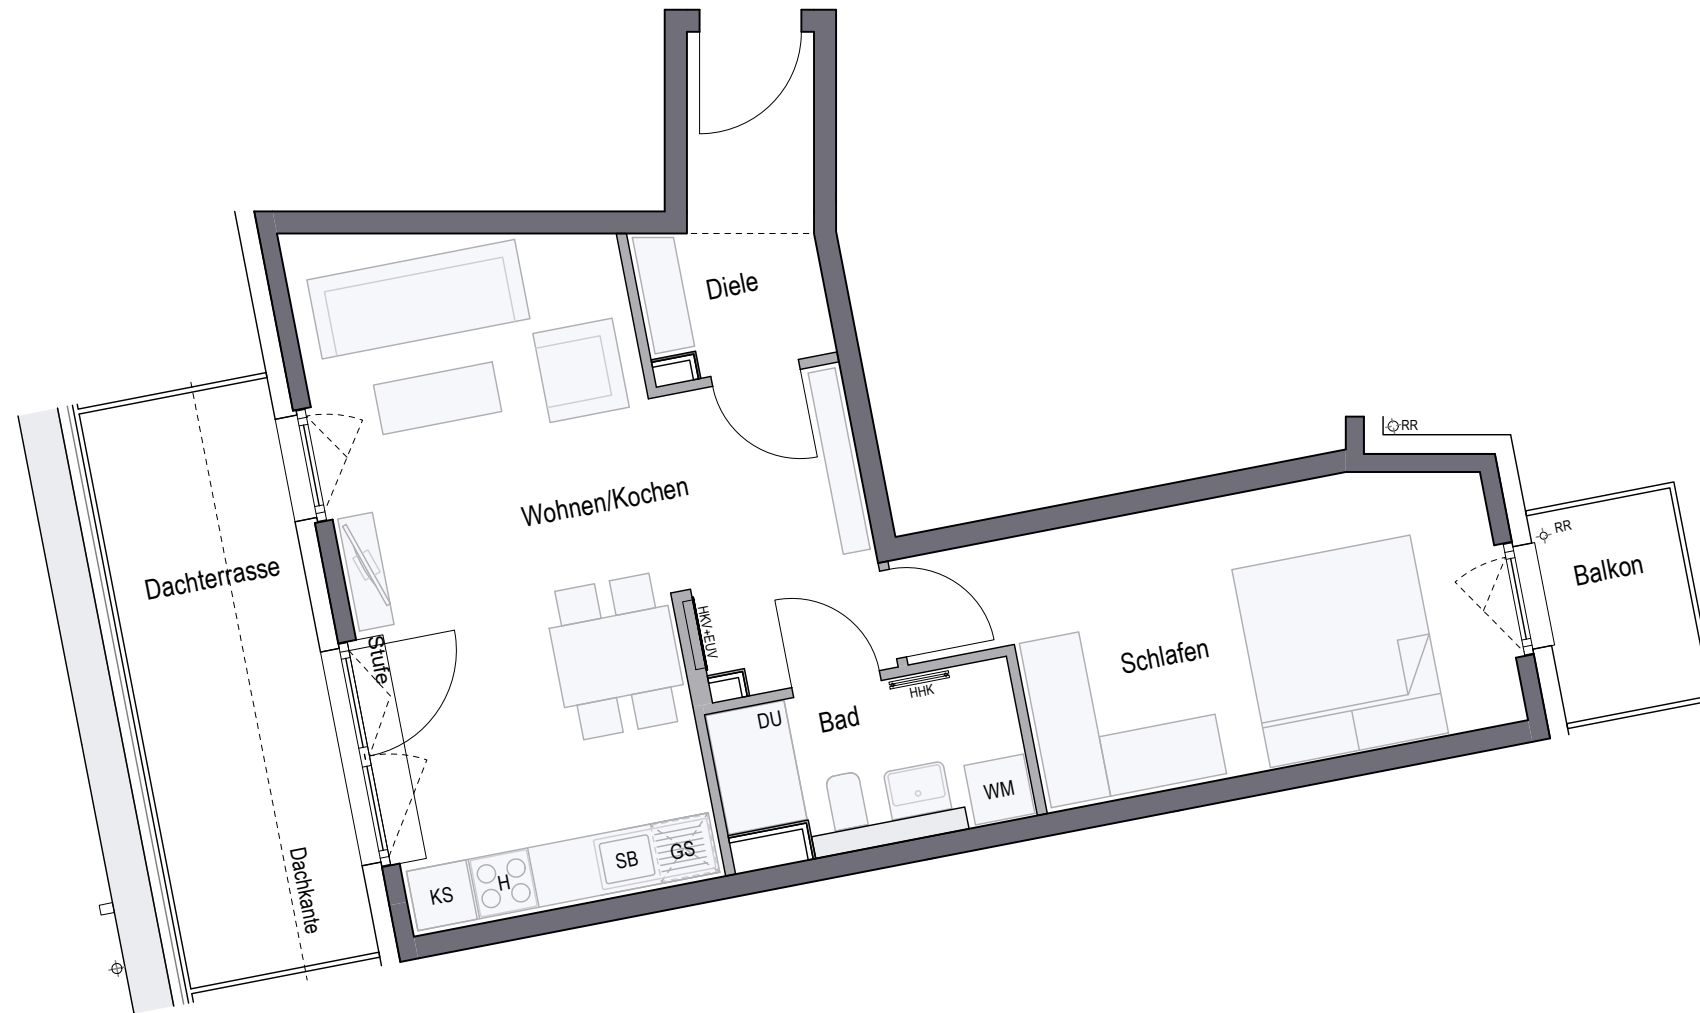 Diele
RR
Wohnen/Kochen
RR
Dachterrasse
Balkon
HKV+EUV
Stufe
Schlafen
HHK
DU
Bad
WM
SB
GS
KS
H
Dachkante